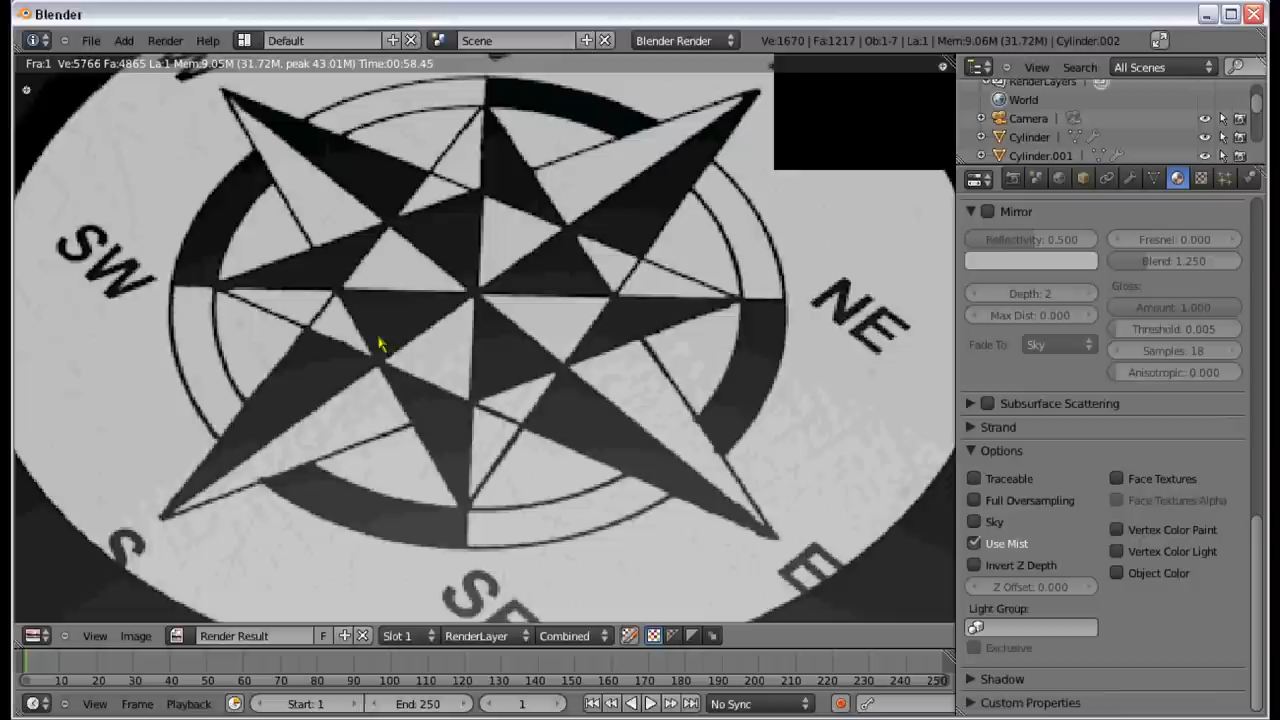 Blender
File Add Render Help Default Scene Blender Render Ve:1670 | Fa:1217 | Ob:1-7 | La:1 | Mem:9.06M (31.72M) | Cylinder.002
Fra:1 Ve:5766 Fa:4865 La:1 Mem:9.05M (31.72M, peak 43.01M) Time:00:58.45
View Search All Scenes
RenderLayers
World
Camera
Cylinder
Cylinder.001
Mirror
Reflectivity: 0.500 Fresnel: 0.000
Blend: 1.250
Depth: 2 Gloss:
Amount: 1.000
Max Dist: 0.000 Threshold: 0.005
Fade To: Sky Samples: 18
Anisotropic: 0.000
Subsurface Scattering
Strand
Options
Traceable Face Textures
Full Oversampling Face Textures Alpha
Sky Vertex Color Paint
Use Mist Vertex Color Light
Invert Z Depth Object Color
Z Offset: 0.000
Light Group:
Exclusive
Shadow
Custom Properties
SW
NE
S
E
View Image Render Result F Slot 1 RenderLayer Combined
10 20 30 40 50 60 70 80 90 100 110 120 130 140 150 160 170 180 190 200 210 220 230 240 250
View Frame Playback Start: 1 End: 250 1 No Sync